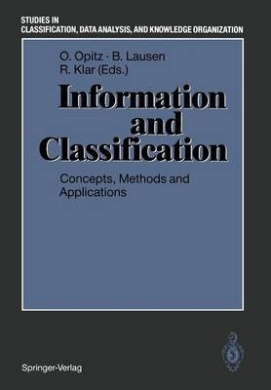 STUDIES IN
CLASSIFICATION, DATA ANALYSIS, AND KNOWLEDGE ORGANIZATION
O. Opitz · B. Lausen
R. Klar (Eds.)
Information
and
Classification
Concepts, Methods and
Applications
Springer-Verlag